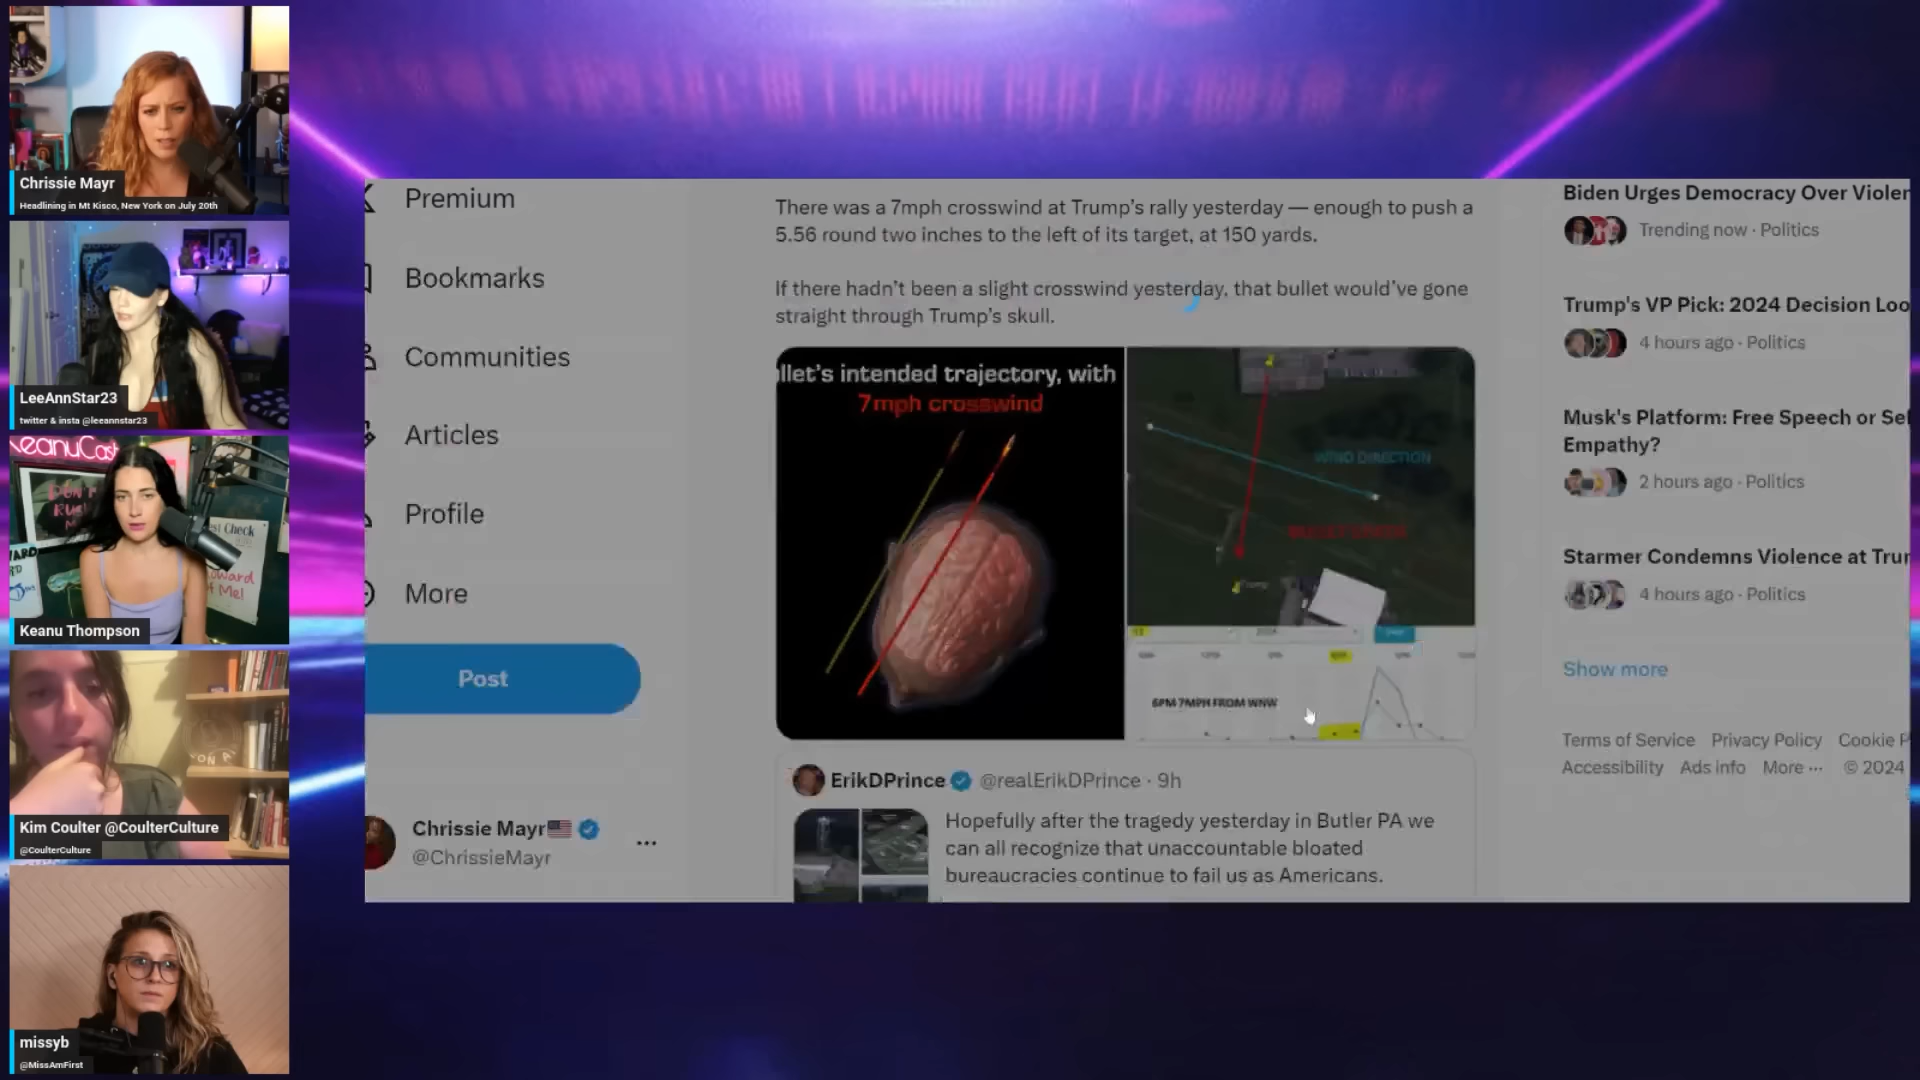 Chrissie Mayr
Headlining in Mt Kisco, New York on July 20th
LeeAnnStar23
twitter & insta @leeannstar23
KeanuCast
DON'T
est Check
oward
f Me!
Keanu Thompson
Kim Coulter @CoulterCulture
@CoulterCulture
missyb
@MissAmFirst
Premium
Bookmarks
Communities
Articles
Profile
More
Post
Chrissie Mayr
@ChrissieMayr
There was a 7mph crosswind at Trump's rally yesterday — enough to push a
5.56 round two inches to the left of its target, at 150 yards.
If there hadn't been a slight crosswind yesterday, that bullet would've gone
straight through Trump's skull.
llet's intended trajectory, with
7mph crosswind
WIND DIRECTION
Trump
6PM 7MPH FROM WNW
ErikDPrince @realErikDPrince · 9h
Hopefully after the tragedy yesterday in Butler PA we
can all recognize that unaccountable bloated
bureaucracies continue to fail us as Americans.
Biden Urges Democracy Over Violen
Trending now · Politics
Trump's VP Pick: 2024 Decision Loo
4 hours ago · Politics
Musk's Platform: Free Speech or Sel
Empathy?
2 hours ago · Politics
Starmer Condemns Violence at Tru
4 hours ago · Politics
Show more
Terms of Service Privacy Policy Cookie P
Accessibility Ads info More ··· © 2024